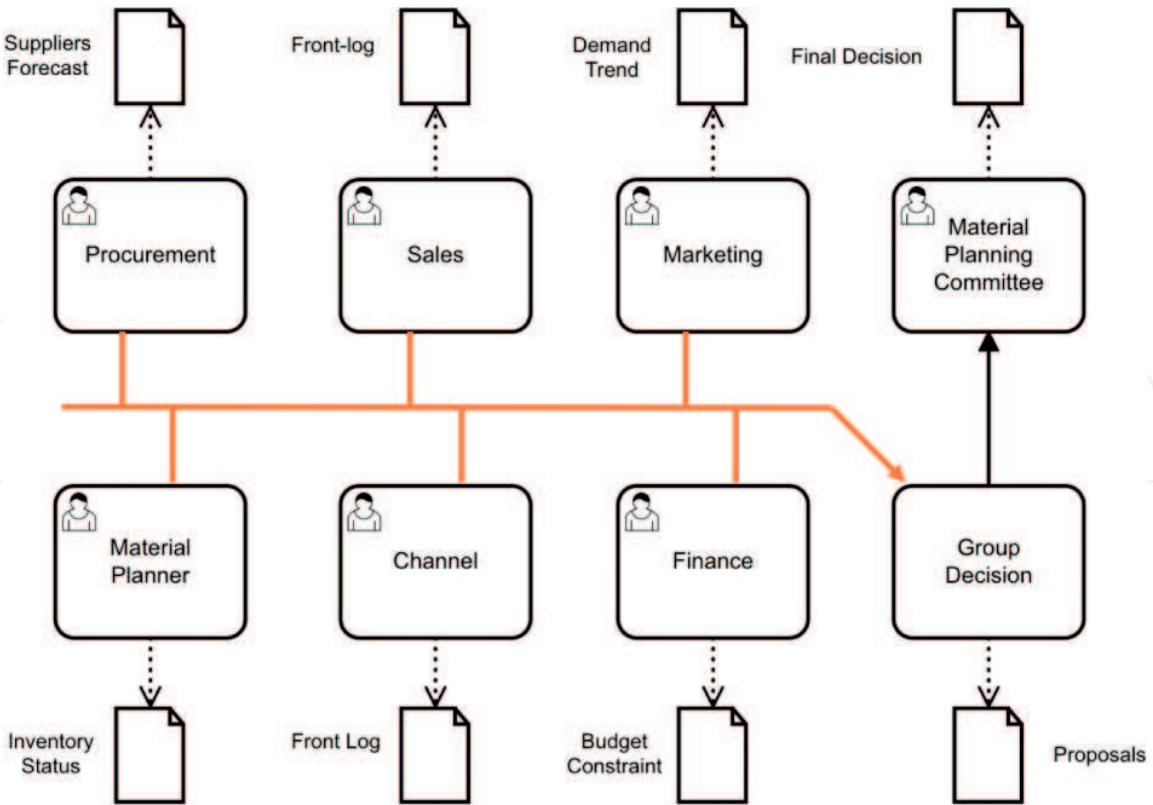 Suppliers
Forecast
Front-log
Demand
Trend
Final Decision
Procurement
Sales
Marketing
Material
Planning
Committee
Material
Planner
Channel
Finance
Group
Decision
Inventory
Status
Front Log
Budget
Constraint
Proposals